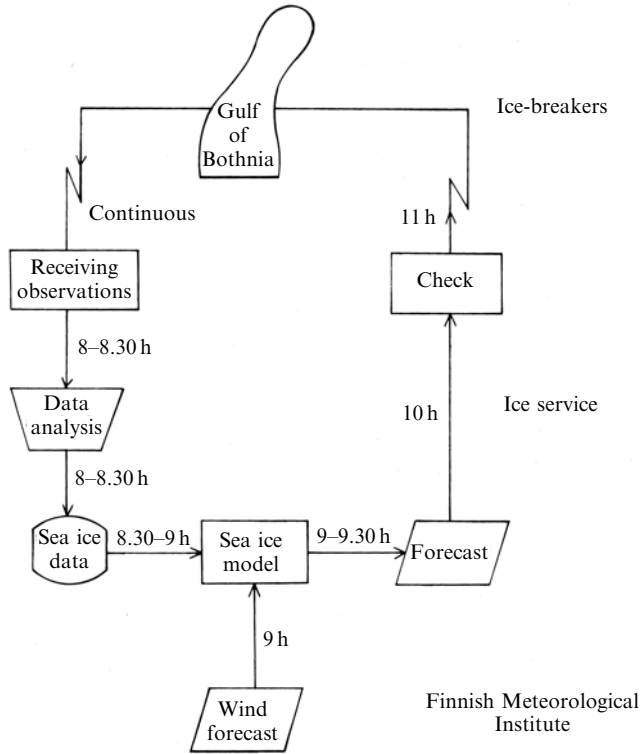 Gulf
of
Bothnia
Ice-breakers
Continuous
11 h
Receiving
observations
Check
8–8.30 h
Data
analysis
10 h
Ice service
8–8.30 h
Sea ice
data
8.30–9 h
Sea ice
model
9–9.30 h
Forecast
9 h
Wind
forecast
Finnish Meteorological
Institute